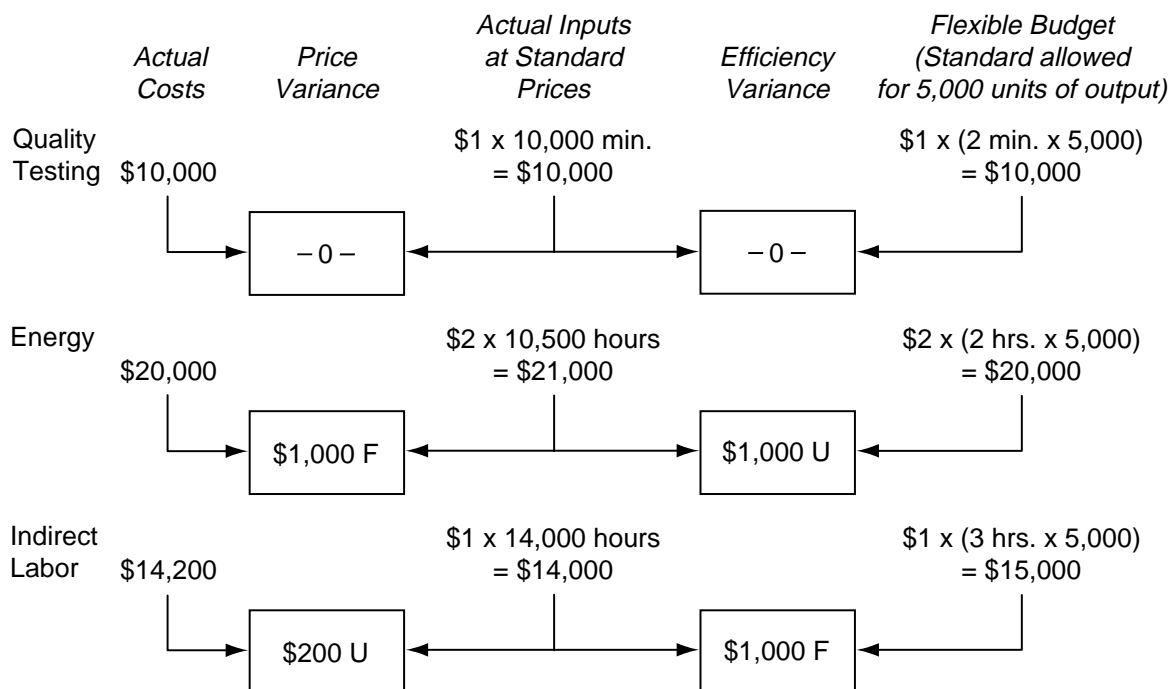 Actual Costs
Price Variance
Actual Inputs at Standard Prices
Efficiency Variance
Flexible Budget (Standard allowed for 5,000 units of output)
Quality Testing
$10,000
$1 x 10,000 min.
= $10,000
$1 x (2 min. x 5,000)
= $10,000
– 0 –
– 0 –
Energy
$20,000
$2 x 10,500 hours
= $21,000
$2 x (2 hrs. x 5,000)
= $20,000
$1,000 F
$1,000 U
Indirect Labor
$14,200
$1 x 14,000 hours
= $14,000
$1 x (3 hrs. x 5,000)
= $15,000
$200 U
$1,000 F